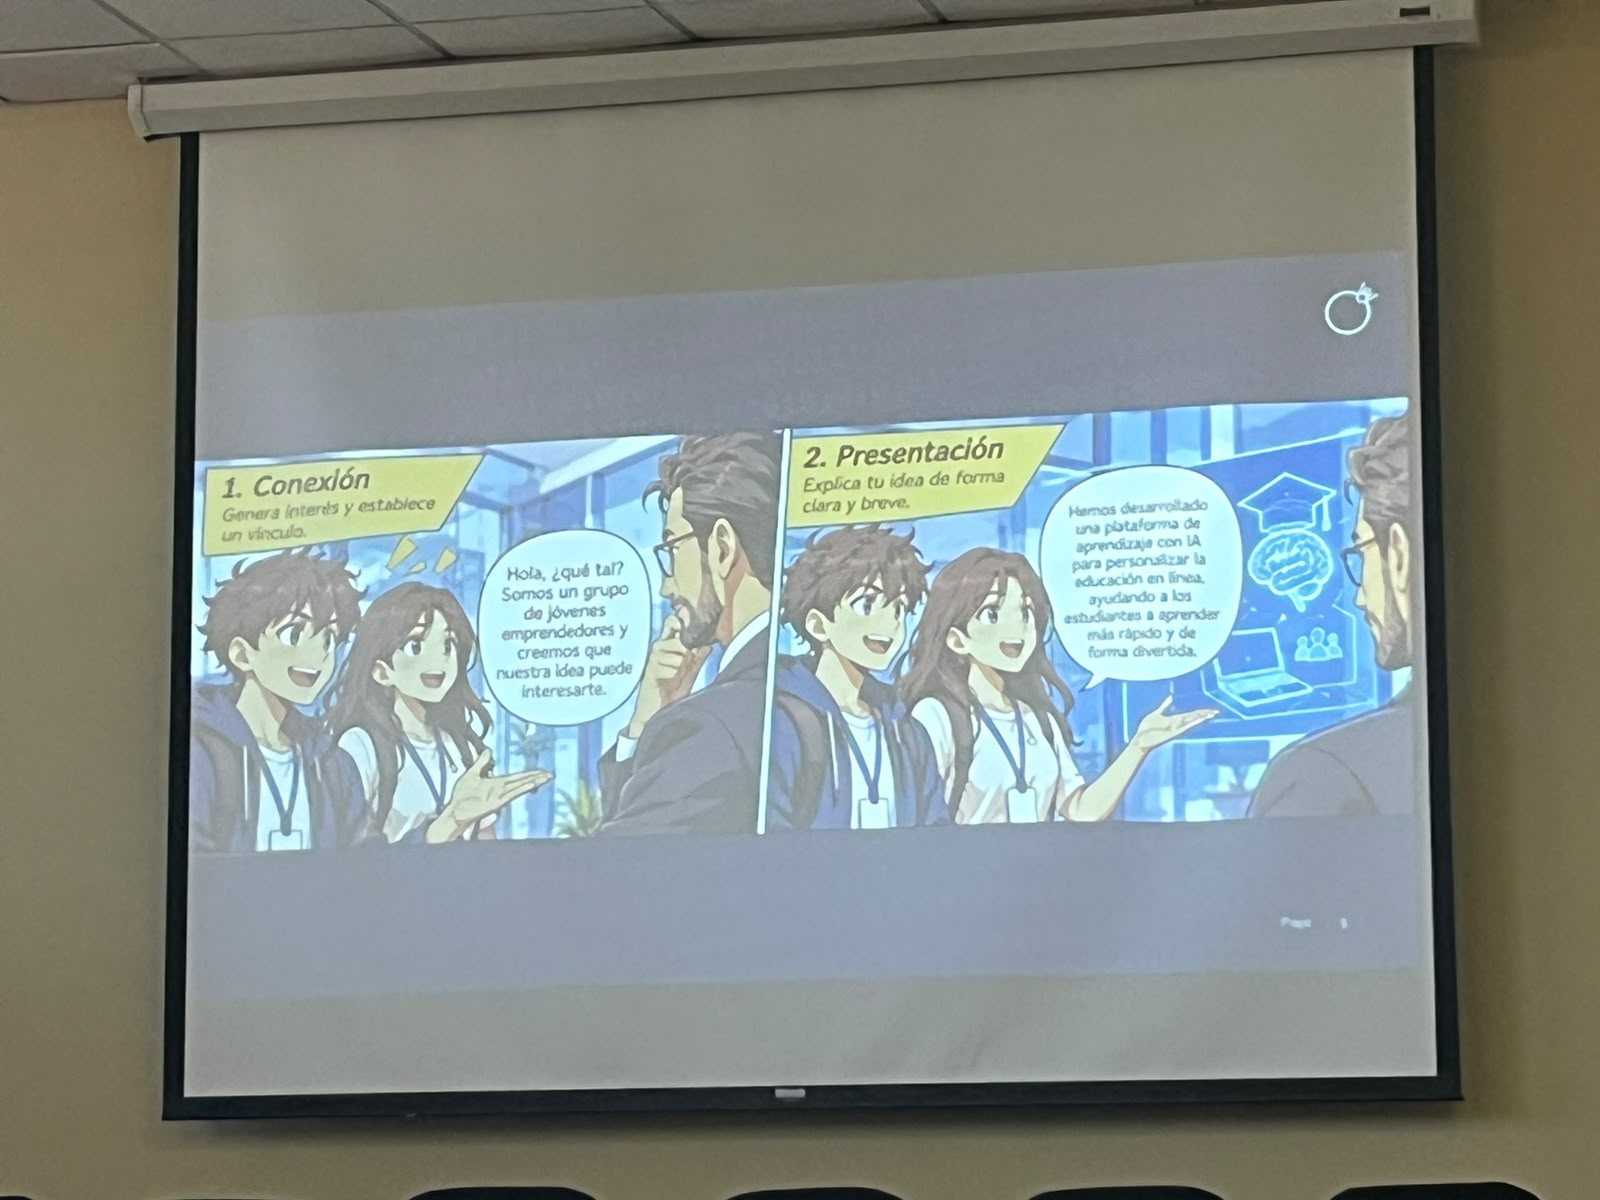 1. Conexión
Genera interés y establece
un vínculo.
Hola, ¿qué tal?
Somos un grupo
de jóvenes
emprendedores y
creemos que
nuestra idea puede
interesarte.
2. Presentación
Explica tu idea de forma
clara y breve.
Hemos desarrollado
una plataforma de
aprendizaje con IA
para personalizar la
educación en línea,
ayudando a los
estudiantes a aprender
más rápido y de
forma divertida.